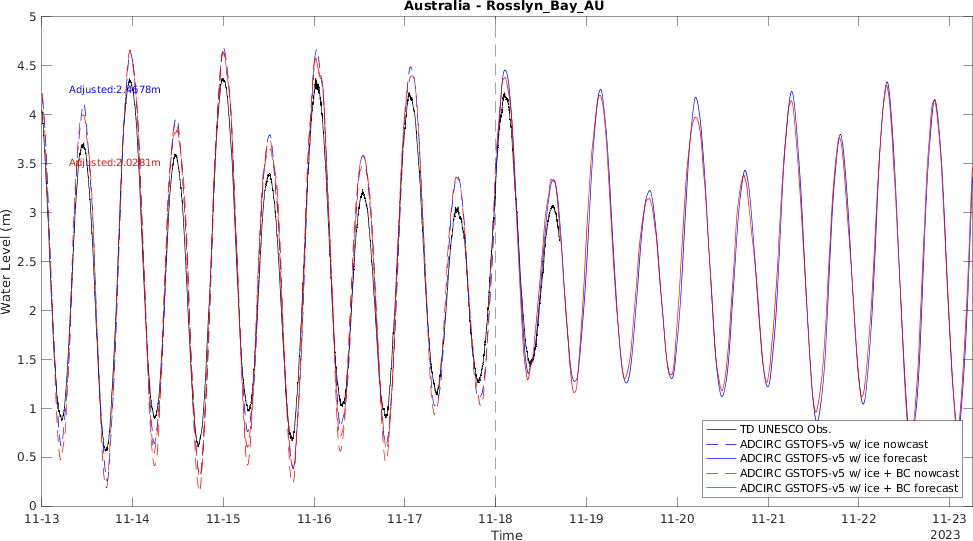 Australia - Rosslyn_Bay_AU
5
4.5
4
3.5
3
2.5
2
1.5
1
0.5
0
Water Level (m)
Adjusted:2.4678m
Adjusted:2.0281m
TD UNESCO Obs.
ADCIRC GSTOFS-v5 w/ ice nowcast
ADCIRC GSTOFS-v5 w/ ice forecast
ADCIRC GSTOFS-v5 w/ ice + BC nowcast
ADCIRC GSTOFS-v5 w/ ice + BC forecast
11-13 11-14 11-15 11-16 11-17 11-18 11-19 11-20 11-21 11-22 11-23
Time
2023